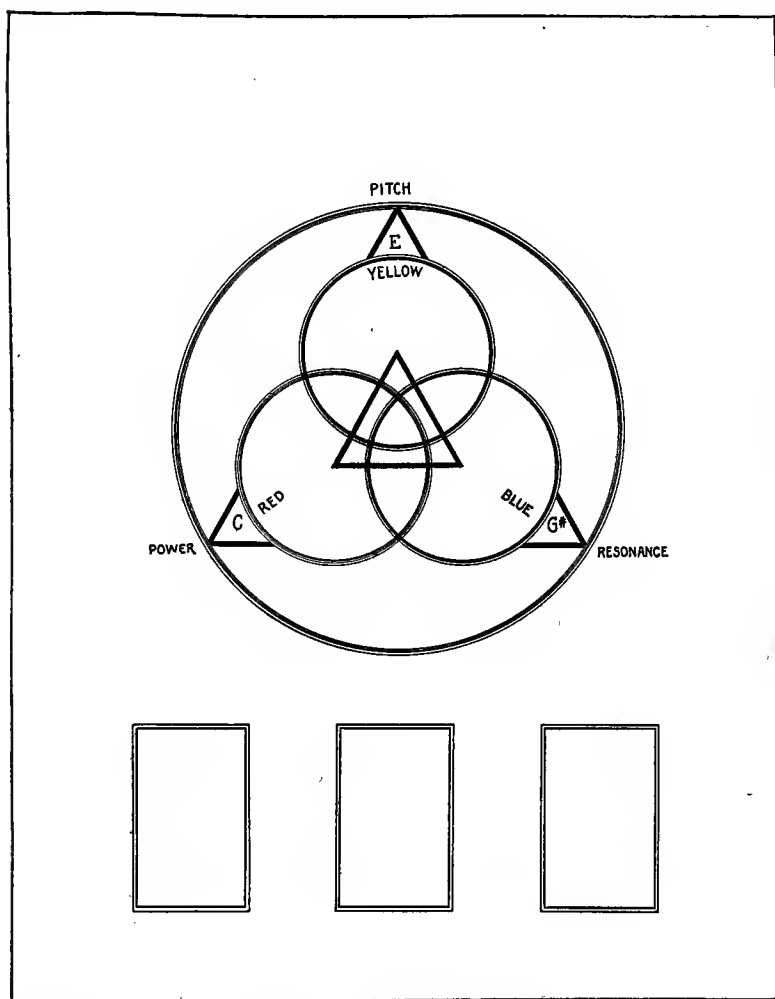 PITCH
E
YELLOW
RED
BLUE
C
G#
POWER
RESONANCE